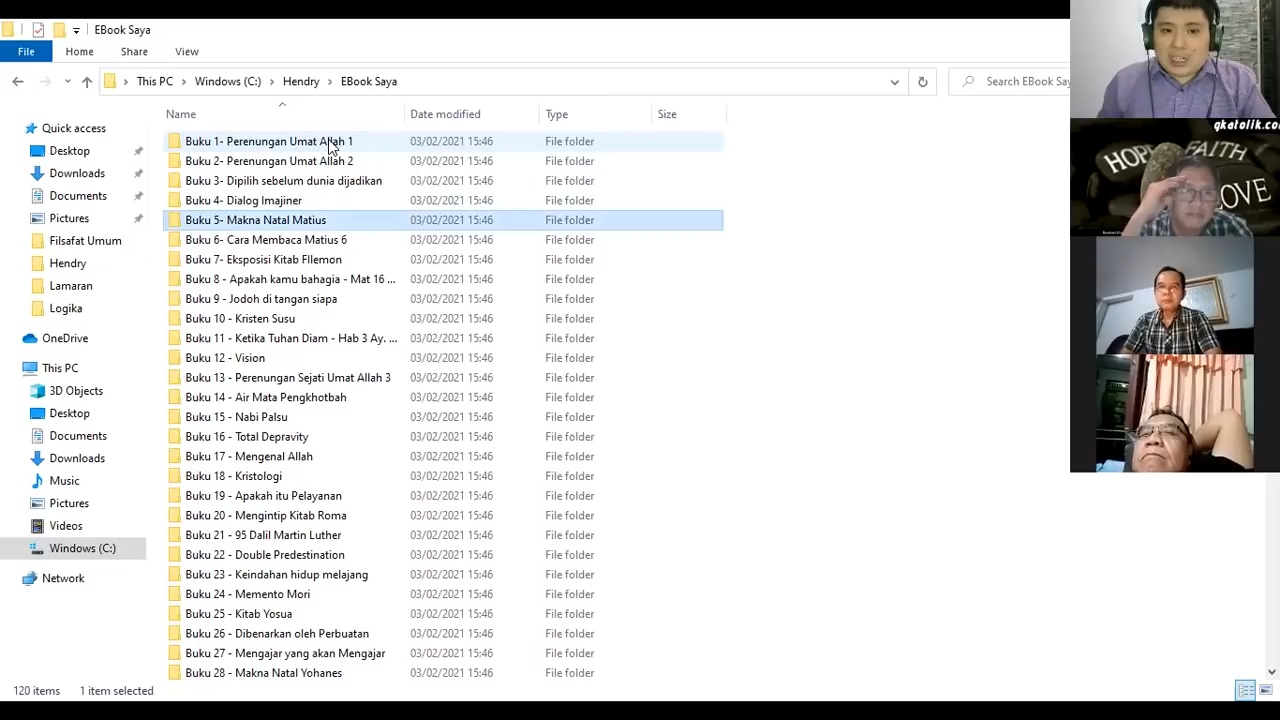 EBook Saya
File Home Share View
This PC Windows (C:) Hendry EBook Saya
Search EBook Say
Name Date modified Type Size
Quick access
Desktop
Downloads
Documents
Pictures
Filsafat Umum
Hendry
Lamaran
Logika
OneDrive
This PC
3D Objects
Desktop
Documents
Downloads
Music
Pictures
Videos
Windows (C:)
Network
Buku 1- Perenungan Umat Allah 1 03/02/2021 15:46 File folder
Buku 2- Perenungan Umat Allah 2 03/02/2021 15:46 File folder
Buku 3- Dipilih sebelum dunia dijadikan 03/02/2021 15:46 File folder
Buku 4- Dialog Imajiner 03/02/2021 15:46 File folder
Buku 5- Makna Natal Matius 03/02/2021 15:46 File folder
Buku 6- Cara Membaca Matius 6 03/02/2021 15:46 File folder
Buku 7- Eksposisi Kitab FIlemon 03/02/2021 15:46 File folder
Buku 8 - Apakah kamu bahagia - Mat 16 ... 03/02/2021 15:46 File folder
Buku 9 - Jodoh di tangan siapa 03/02/2021 15:46 File folder
Buku 10 - Kristen Susu 03/02/2021 15:46 File folder
Buku 11 - Ketika Tuhan Diam - Hab 3 Ay. ... 03/02/2021 15:46 File folder
Buku 12 - Vision 03/02/2021 15:46 File folder
Buku 13 - Perenungan Sejati Umat Allah 3 03/02/2021 15:46 File folder
Buku 14 - Air Mata Pengkhotbah 03/02/2021 15:46 File folder
Buku 15 - Nabi Palsu 03/02/2021 15:46 File folder
Buku 16 - Total Depravity 03/02/2021 15:46 File folder
Buku 17 - Mengenal Allah 03/02/2021 15:46 File folder
Buku 18 - Kristologi 03/02/2021 15:46 File folder
Buku 19 - Apakah itu Pelayanan 03/02/2021 15:46 File folder
Buku 20 - Mengintip Kitab Roma 03/02/2021 15:46 File folder
Buku 21 - 95 Dalil Martin Luther 03/02/2021 15:46 File folder
Buku 22 - Double Predestination 03/02/2021 15:46 File folder
Buku 23 - Keindahan hidup melajang 03/02/2021 15:46 File folder
Buku 24 - Memento Mori 03/02/2021 15:46 File folder
Buku 25 - Kitab Yosua 03/02/2021 15:46 File folder
Buku 26 - Dibenarkan oleh Perbuatan 03/02/2021 15:46 File folder
Buku 27 - Mengajar yang akan Mengajar 03/02/2021 15:46 File folder
Buku 28 - Makna Natal Yohanes 03/02/2021 15:46 File folder
120 items 1 item selected
gkatolik.co
HOPE FAITH
LOVE